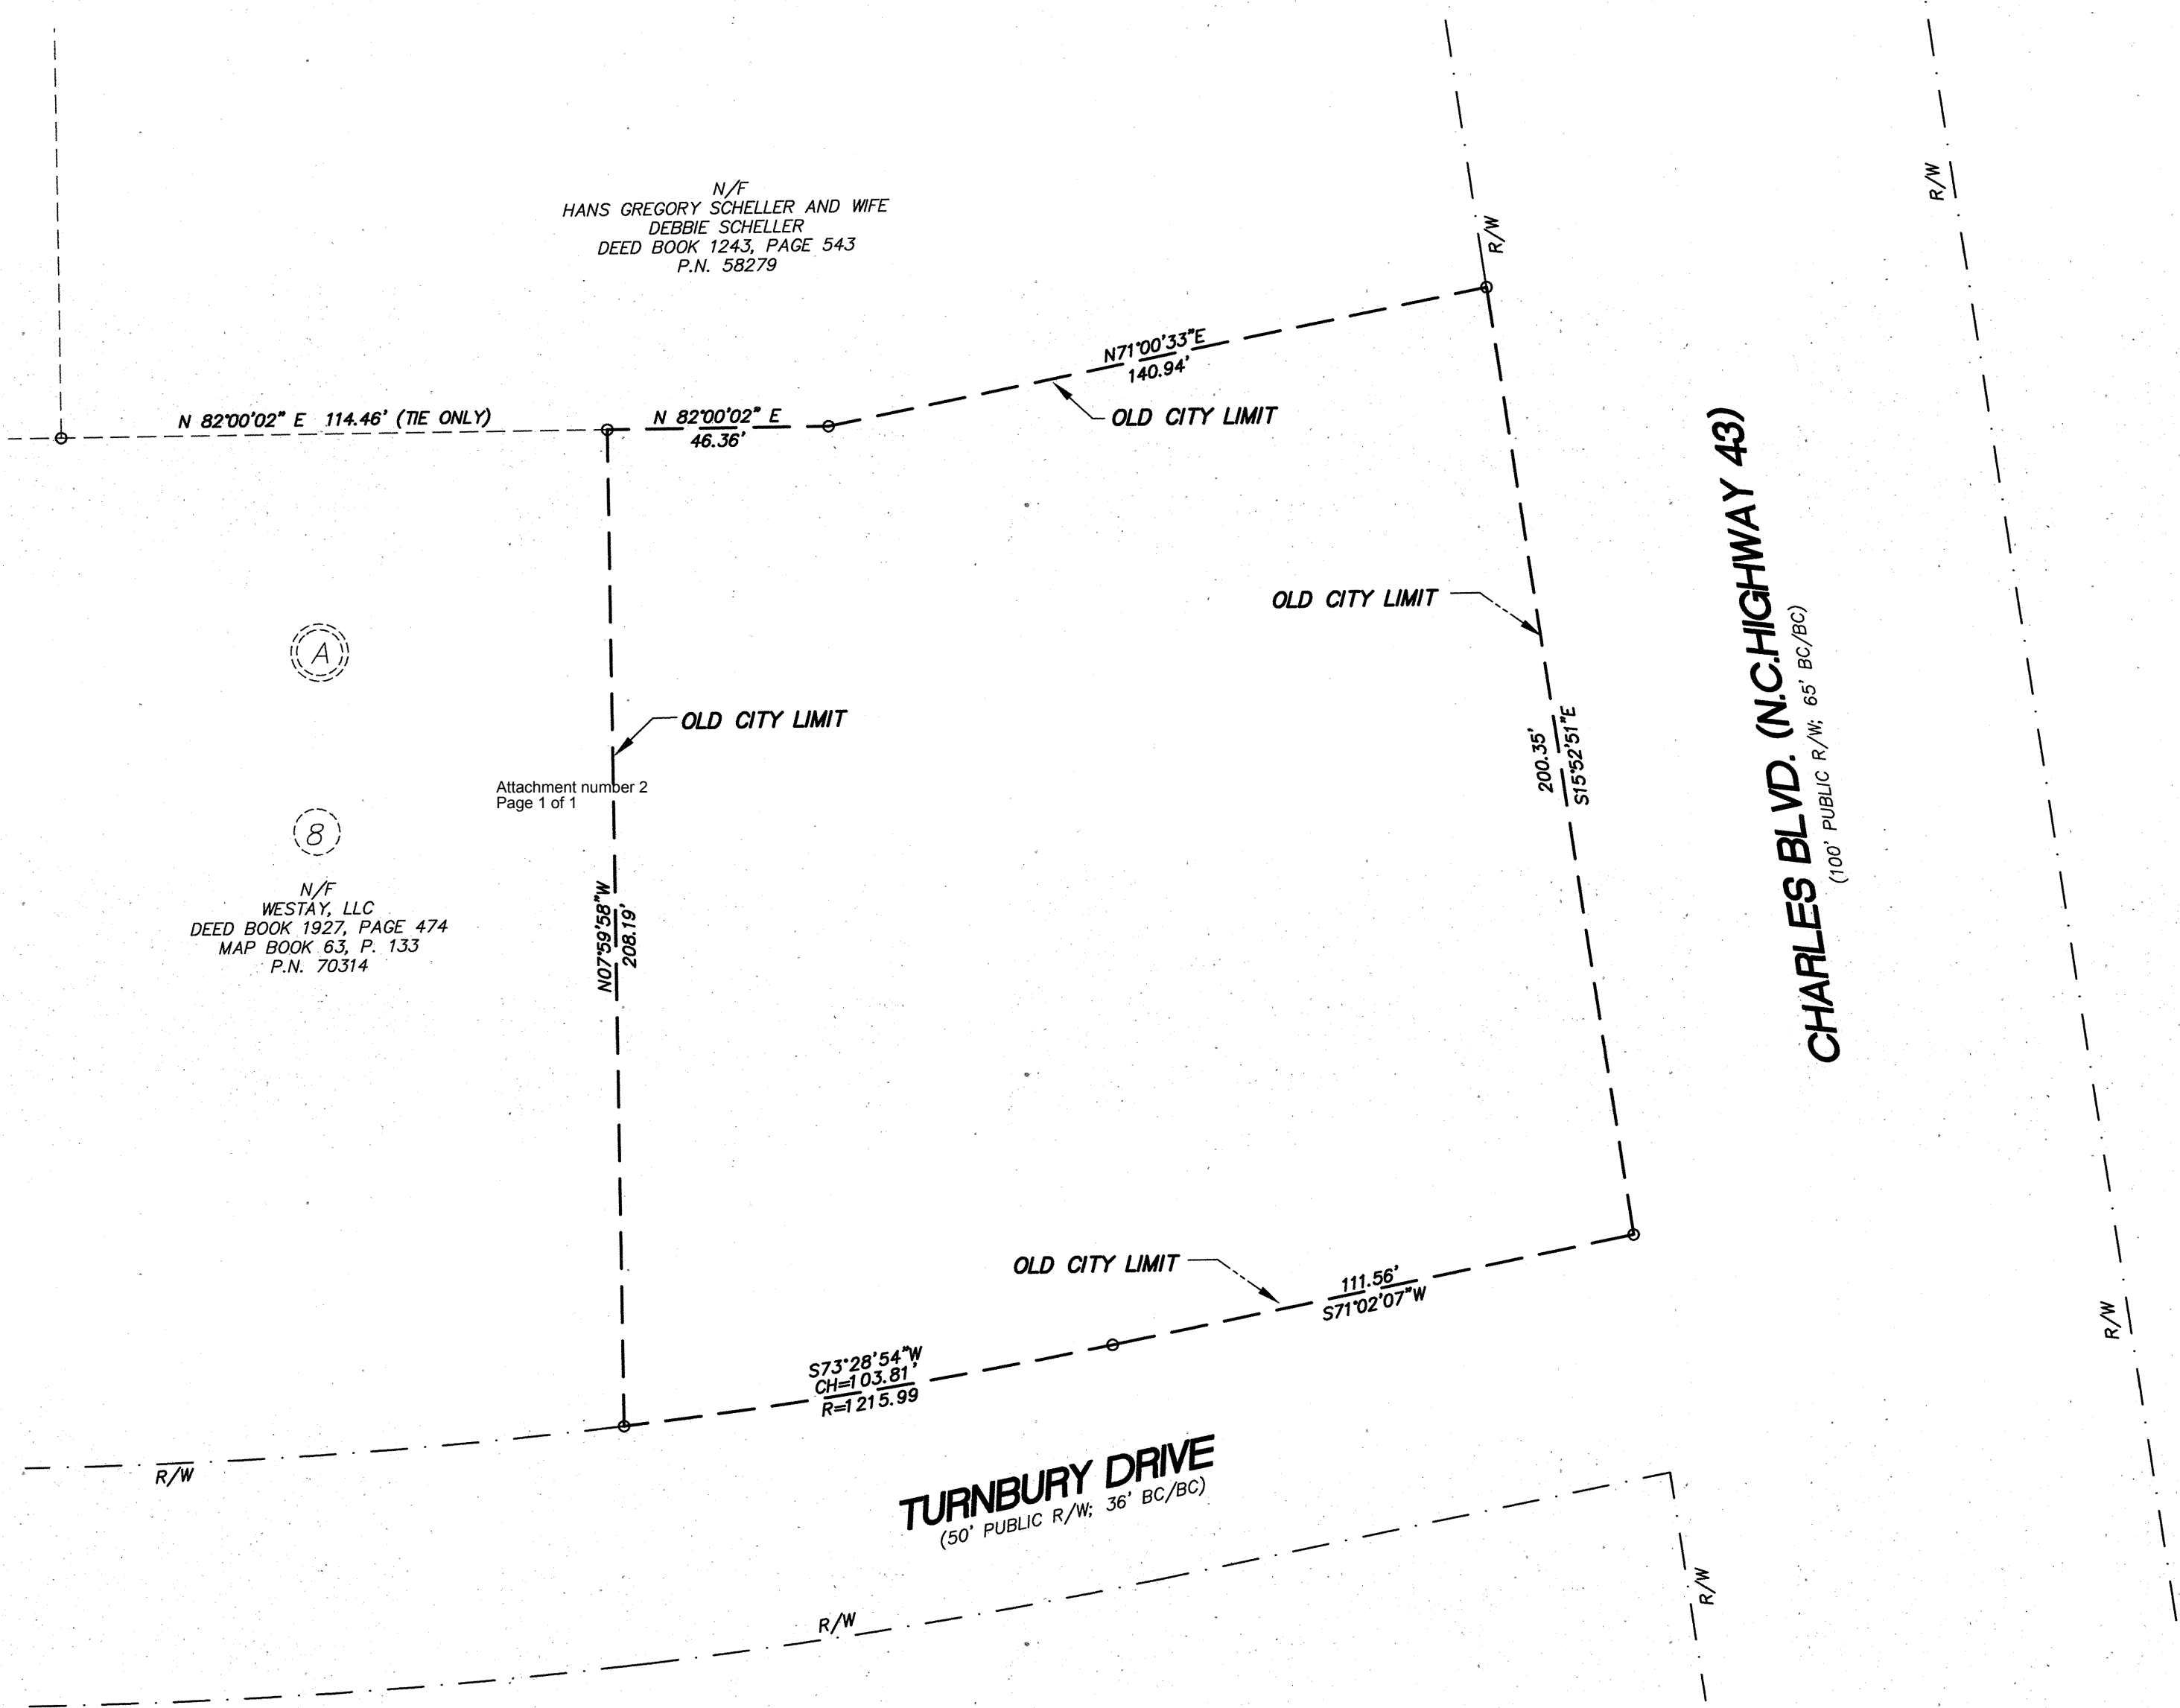 N/F
HANS GREGORY SCHELLER AND WIFE
DEBBIE SCHELLER
DEED BOOK 1243, PAGE 543
P.N. 58279
R/W
R/W
N71°00'33"E
140.94'
OLD CITY LIMIT
N 82°00'02" E 114.46' (TIE ONLY)
N 82°00'02" E
46.36'
OLD CITY LIMIT
200.35'
S15°52'51"E
CHARLES BLVD. (N.C.HIGHWAY 43)
(100' PUBLIC R/W; 65' BC/BC)
A
OLD CITY LIMIT
Attachment number 2
Page 1 of 1
8
N/F
WESTAY, LLC
DEED BOOK 1927, PAGE 474
MAP BOOK 63, P. 133
P.N. 70314
N07°59'58"W
208.19'
OLD CITY LIMIT
111.56'
S71°02'07"W
S73°28'54"W
CH=103.81'
R=1215.99
R/W
R/W
TURNBURY DRIVE
(50' PUBLIC R/W; 36' BC/BC)
R/W
R/W